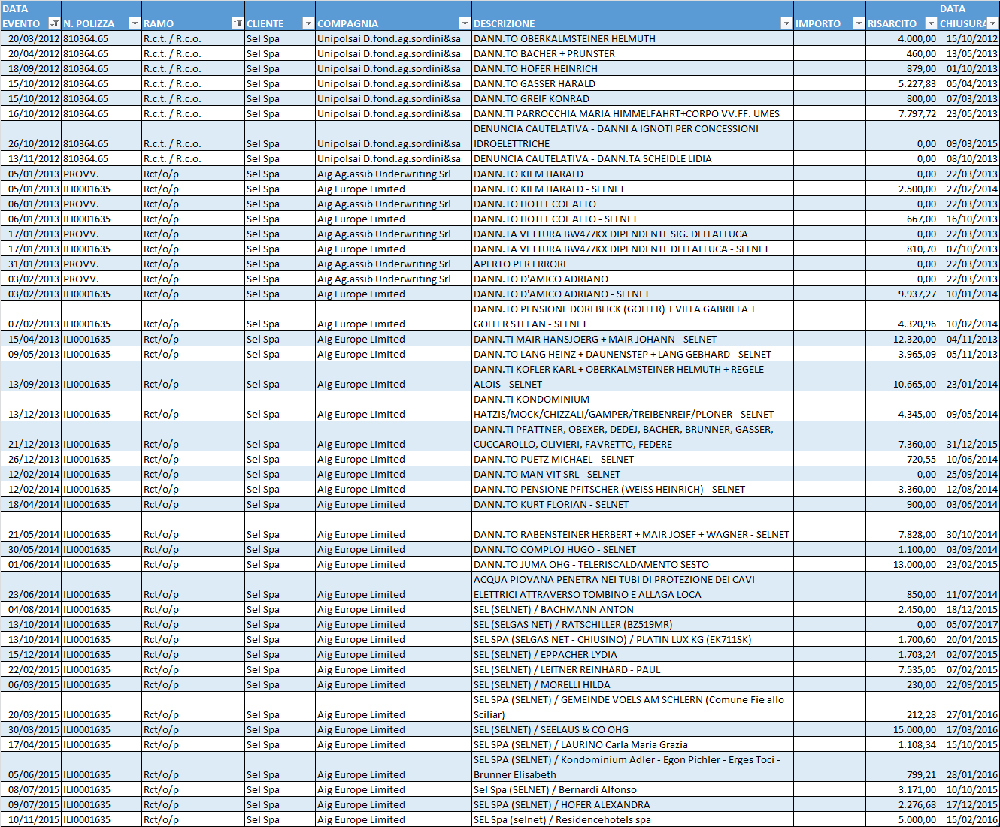 DATA EVENTO N. POLIZZA RAMO CLIENTE COMPAGNIA DESCRIZIONE IMPORTO RISARCITO DATA CHIUSURA
20/03/2012 810364.65 R.c.t. / R.c.o. Sel Spa Unipolsai D.fond.ag.sordini&sa DANN.TO OBERKALMSTEINER HELMUTH 4.000,00 15/10/2012
20/04/2012 810364.65 R.c.t. / R.c.o. Sel Spa Unipolsai D.fond.ag.sordini&sa DANN.TO BACHER + PRUNSTER 460,00 13/05/2013
18/09/2012 810364.65 R.c.t. / R.c.o. Sel Spa Unipolsai D.fond.ag.sordini&sa DANN.TO HOFER HEINRICH 879,00 01/10/2013
15/10/2012 810364.65 R.c.t. / R.c.o. Sel Spa Unipolsai D.fond.ag.sordini&sa DANN.TO GASSER HARALD 5.227,83 05/04/2013
15/10/2012 810364.65 R.c.t. / R.c.o. Sel Spa Unipolsai D.fond.ag.sordini&sa DANN.TO GREIF KONRAD 800,00 07/03/2013
16/10/2012 810364.65 R.c.t. / R.c.o. Sel Spa Unipolsai D.fond.ag.sordini&sa DANN.TI PARROCCHIA MARIA HIMMELFAHRT+CORPO VV.FF. UMES 7.797,72 23/05/2013
DENUNCIA CAUTELATIVA - DANNI A IGNOTI PER CONCESSIONI
26/10/2012 810364.65 R.c.t. / R.c.o. Sel Spa Unipolsai D.fond.ag.sordini&sa IDROELETTRICHE 0,00 09/03/2015
13/11/2012 810364.65 R.c.t. / R.c.o. Sel Spa Unipolsai D.fond.ag.sordini&sa DENUNCIA CAUTELATIVA - DANN.TA SCHEIDLE LIDIA 0,00 08/10/2013
05/01/2013 PROVV. Rct/o/p Sel Spa Aig Ag.assib Underwriting Srl DANN.TO KIEM HARALD 0,00 22/03/2013
05/01/2013 ILI0001635 Rct/o/p Sel Spa Aig Europe Limited DANN.TO KIEM HARALD - SELNET 2.500,00 27/02/2014
06/01/2013 PROVV. Rct/o/p Sel Spa Aig Ag.assib Underwriting Srl DANN.TO HOTEL COL ALTO 0,00 22/03/2013
06/01/2013 ILI0001635 Rct/o/p Sel Spa Aig Europe Limited DANN.TO HOTEL COL ALTO - SELNET 667,00 16/10/2013
17/01/2013 PROVV. Rct/o/p Sel Spa Aig Ag.assib Underwriting Srl DANN.TA VETTURA BW477KX DIPENDENTE SIG. DELLAI LUCA 0,00 22/03/2013
17/01/2013 ILI0001635 Rct/o/p Sel Spa Aig Europe Limited DANN.TA VETTURA BW477KX DIPENDENTE DELLAI LUCA - SELNET 810,70 07/10/2013
31/01/2013 PROVV. Rct/o/p Sel Spa Aig Ag.assib Underwriting Srl APERTO PER ERRORE 0,00 22/03/2013
03/02/2013 PROVV. Rct/o/p Sel Spa Aig Ag.assib Underwriting Srl DANN.TO D'AMICO ADRIANO 0,00 22/03/2013
03/02/2013 ILI0001635 Rct/o/p Sel Spa Aig Europe Limited DANN.TO D'AMICO ADRIANO - SELNET 9.937,27 10/01/2014
DANN.TO PENSIONE DORFBLICK (GOLLER) + VILLA GABRIELA +
07/02/2013 ILI0001635 Rct/o/p Sel Spa Aig Europe Limited GOLLER STEFAN - SELNET 4.320,96 10/02/2014
15/04/2013 ILI0001635 Rct/o/p Sel Spa Aig Europe Limited DANN.TI MAIR HANSJOERG + MAIR JOHANN - SELNET 12.320,00 04/11/2013
09/05/2013 ILI0001635 Rct/o/p Sel Spa Aig Europe Limited DANN.TO LANG HEINZ + DAUNENSTEP + LANG GEBHARD - SELNET 3.965,09 05/11/2013
DANN.TI KOFLER KARL + OBERKALMSTEINER HELMUTH + REGELE
13/09/2013 ILI0001635 Rct/o/p Sel Spa Aig Europe Limited ALOIS - SELNET 10.665,00 23/01/2014
DANN.TI KONDOMINIUM
13/12/2013 ILI0001635 Rct/o/p Sel Spa Aig Europe Limited HATZIS/MOCK/CHIZZALI/GAMPER/TREIBENREIF/PLONER - SELNET 4.345,00 09/05/2014
DANN.TI PFATTNER, OBEXER, DEDEJ, BACHER, BRUNNER, GASSER,
21/12/2013 ILI0001635 Rct/o/p Sel Spa Aig Europe Limited CUCCAROLLO, OLIVIERI, FAVRETTO, FEDERE 7.360,00 31/12/2015
26/12/2013 ILI0001635 Rct/o/p Sel Spa Aig Europe Limited DANN.TO PUETZ MICHAEL - SELNET 720,55 10/06/2014
12/02/2014 ILI0001635 Rct/o/p Sel Spa Aig Europe Limited DANN.TO MAN VIT SRL - SELNET 0,00 25/09/2014
12/02/2014 ILI0001635 Rct/o/p Sel Spa Aig Europe Limited DANN.TO PENSIONE PFITSCHER (WEISS HEINRICH) - SELNET 3.360,00 12/08/2014
18/04/2014 ILI0001635 Rct/o/p Sel Spa Aig Europe Limited DANN.TO KURT FLORIAN - SELNET 900,00 03/06/2014
21/05/2014 ILI0001635 Rct/o/p Sel Spa Aig Europe Limited DANN.TO RABENSTEINER HERBERT + MAIR JOSEF + WAGNER - SELNET 7.828,00 30/10/2014
30/05/2014 ILI0001635 Rct/o/p Sel Spa Aig Europe Limited DANN.TO COMPLOJ HUGO - SELNET 1.100,00 03/09/2014
01/06/2014 ILI0001635 Rct/o/p Sel Spa Aig Europe Limited DANN.TO JUMA OHG - TELERISCALDAMENTO SESTO 13.000,00 23/02/2015
ACQUA PIOVANA PENETRA NEI TUBI DI PROTEZIONE DEI CAVI
23/06/2014 ILI0001635 Rct/o/p Sel Spa Aig Europe Limited ELETTRICI ATTRAVERSO TOMBINO E ALLAGA LOCA 850,00 11/07/2014
04/08/2014 ILI0001635 Rct/o/p Sel Spa Aig Europe Limited SEL (SELNET) / BACHMANN ANTON 2.450,00 18/12/2015
13/10/2014 ILI0001635 Rct/o/p Sel Spa Aig Europe Limited SEL (SELGAS NET) / RATSCHILLER (BZ519MR) 0,00 05/07/2017
13/10/2014 ILI0001635 Rct/o/p Sel Spa Aig Europe Limited SEL SPA (SELGAS NET - CHIUSINO) / PLATIN LUX KG (EK711SK) 1.700,60 20/04/2015
15/12/2014 ILI0001635 Rct/o/p Sel Spa Aig Europe Limited SEL (SELNET) / EPPACHER LYDIA 1.703,24 02/07/2015
22/02/2015 ILI0001635 Rct/o/p Sel Spa Aig Europe Limited SEL (SELNET) / LEITNER REINHARD - PAUL 7.535,05 07/02/2015
06/03/2015 ILI0001635 Rct/o/p Sel Spa Aig Europe Limited SEL (SELNET) / MORELLI HILDA 230,00 22/09/2015
SEL SPA (SELNET) / GEMEINDE VOELS AM SCHLERN (Comune Fie allo
20/03/2015 ILI0001635 Rct/o/p Sel Spa Aig Europe Limited Sciliar) 212,28 27/01/2016
30/03/2015 ILI0001635 Rct/o/p Sel Spa Aig Europe Limited SEL (SELNET) / SEELAUS & CO OHG 15.000,00 17/03/2016
17/04/2015 ILI0001635 Rct/o/p Sel Spa Aig Europe Limited SEL SPA (SELNET) / LAURINO Carla Maria Grazia 1.108,34 15/10/2015
SEL SPA (SELNET) / Kondominium Adler - Egon Pichler - Erges Toci -
05/06/2015 ILI0001635 Rct/o/p Sel Spa Aig Europe Limited Brunner Elisabeth 799,21 28/01/2016
08/07/2015 ILI0001635 Rct/o/p Sel Spa Aig Europe Limited Sel Spa (SELNET) / Bernardi Alfonso 3.171,00 10/10/2015
09/07/2015 ILI0001635 Rct/o/p Sel Spa Aig Europe Limited SEL SPA (SELNET) / HOFER ALEXANDRA 2.276,68 17/12/2015
10/11/2015 ILI0001635 Rct/o/p Sel Spa Aig Europe Limited SEL Spa (selnet) / Residencehotels spa 5.000,00 15/02/2016